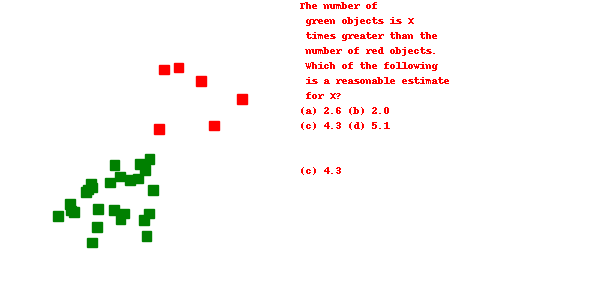 The number of
green objects is X
times greater than the
number of red objects.
Which of the following
is a reasonable estimate
for X?
(a) 2.6 (b) 2.0
(c) 4.3 (d) 5.1
(c) 4.3